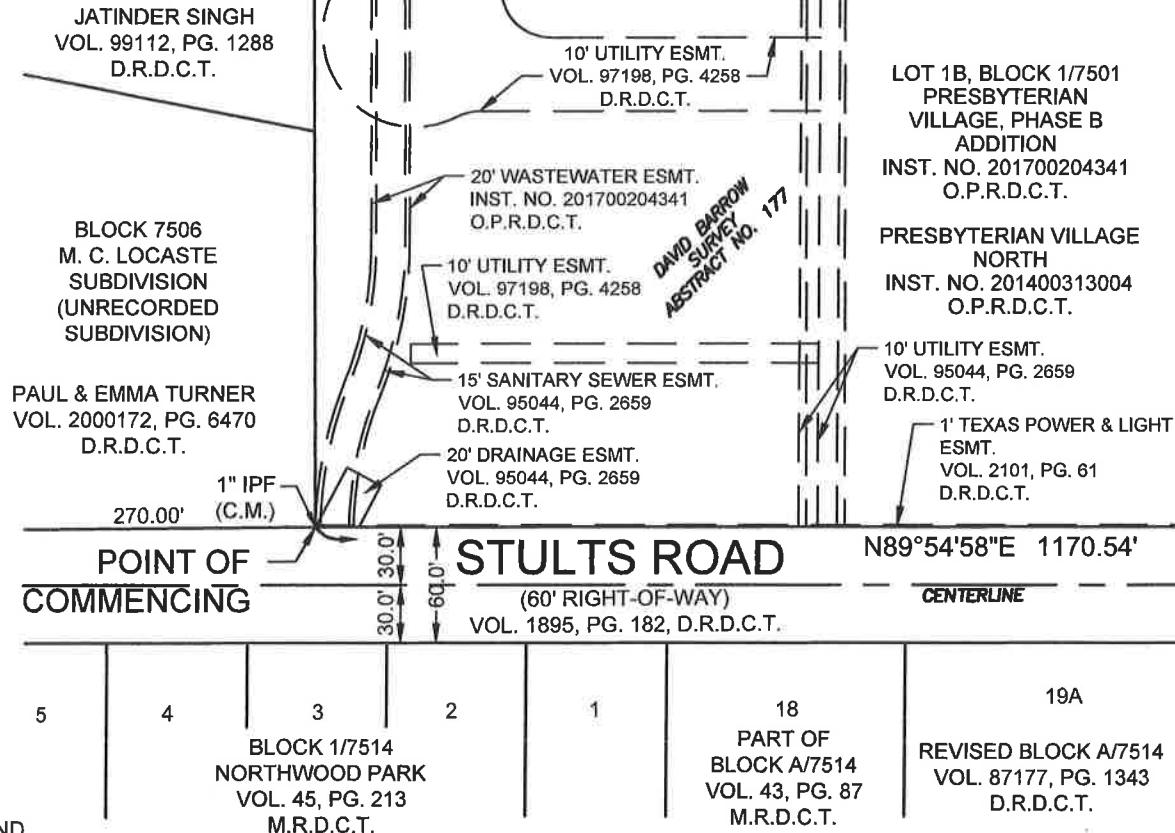 JATINDER SINGH
VOL. 99112, PG. 1288
D.R.D.C.T.
10' UTILITY ESMT.
VOL. 97198, PG. 4258
D.R.D.C.T.
LOT 1B, BLOCK 1/7501
PRESBYTERIAN
VILLAGE, PHASE B
ADDITION
INST. NO. 201700204341
O.P.R.D.C.T.
20' WASTEWATER ESMT.
INST. NO. 201700204341
O.P.R.D.C.T.
DAVID BARROW
SURVEY
ABSTRACT NO. 177
BLOCK 7506
M. C. LOCASTE
SUBDIVISION
(UNRECORDED
SUBDIVISION)
PRESBYTERIAN VILLAGE
NORTH
INST. NO. 201400313004
O.P.R.D.C.T.
10' UTILITY ESMT.
VOL. 97198, PG. 4258
D.R.D.C.T.
10' UTILITY ESMT.
VOL. 95044, PG. 2659
D.R.D.C.T.
15' SANITARY SEWER ESMT.
VOL. 95044, PG. 2659
D.R.D.C.T.
PAUL & EMMA TURNER
VOL. 2000172, PG. 6470
D.R.D.C.T.
1' TEXAS POWER & LIGHT
ESMT.
VOL. 2101, PG. 61
D.R.D.C.T.
20' DRAINAGE ESMT.
VOL. 95044, PG. 2659
D.R.D.C.T.
1" IPF
(C.M.)
270.00'
POINT OF
COMMENCING
30.0'
30.0'
60.0'
STULTS ROAD
N89°54'58"E 1170.54'
(60' RIGHT-OF-WAY)
VOL. 1895, PG. 182, D.R.D.C.T.
CENTERLINE
5
4
3
2
1
18
19A
BLOCK 1/7514
NORTHWOOD PARK
VOL. 45, PG. 213
M.R.D.C.T.
PART OF
BLOCK A/7514
VOL. 43, PG. 87
M.R.D.C.T.
REVISED BLOCK A/7514
VOL. 87177, PG. 1343
D.R.D.C.T.